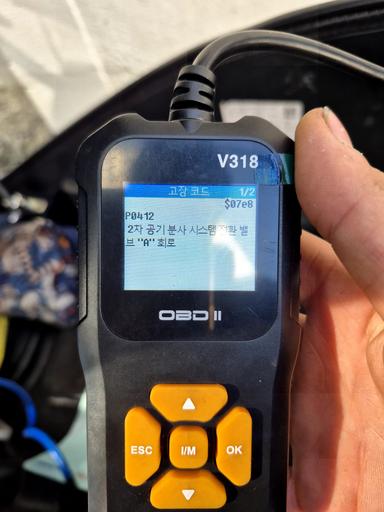 V318
고장 코드 1/2
$07e8
P0412
2차 공기 분사 시스템 전환 밸
브 "A" 회로
OBD II
ESC
I/M
OK